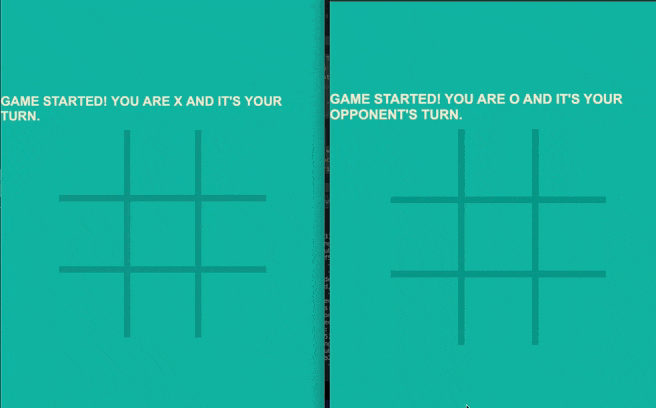 GAME STARTED! YOU ARE X AND IT'S YOUR
TURN.
GAME STARTED! YOU ARE O AND IT'S YOUR
OPPONENT'S TURN.